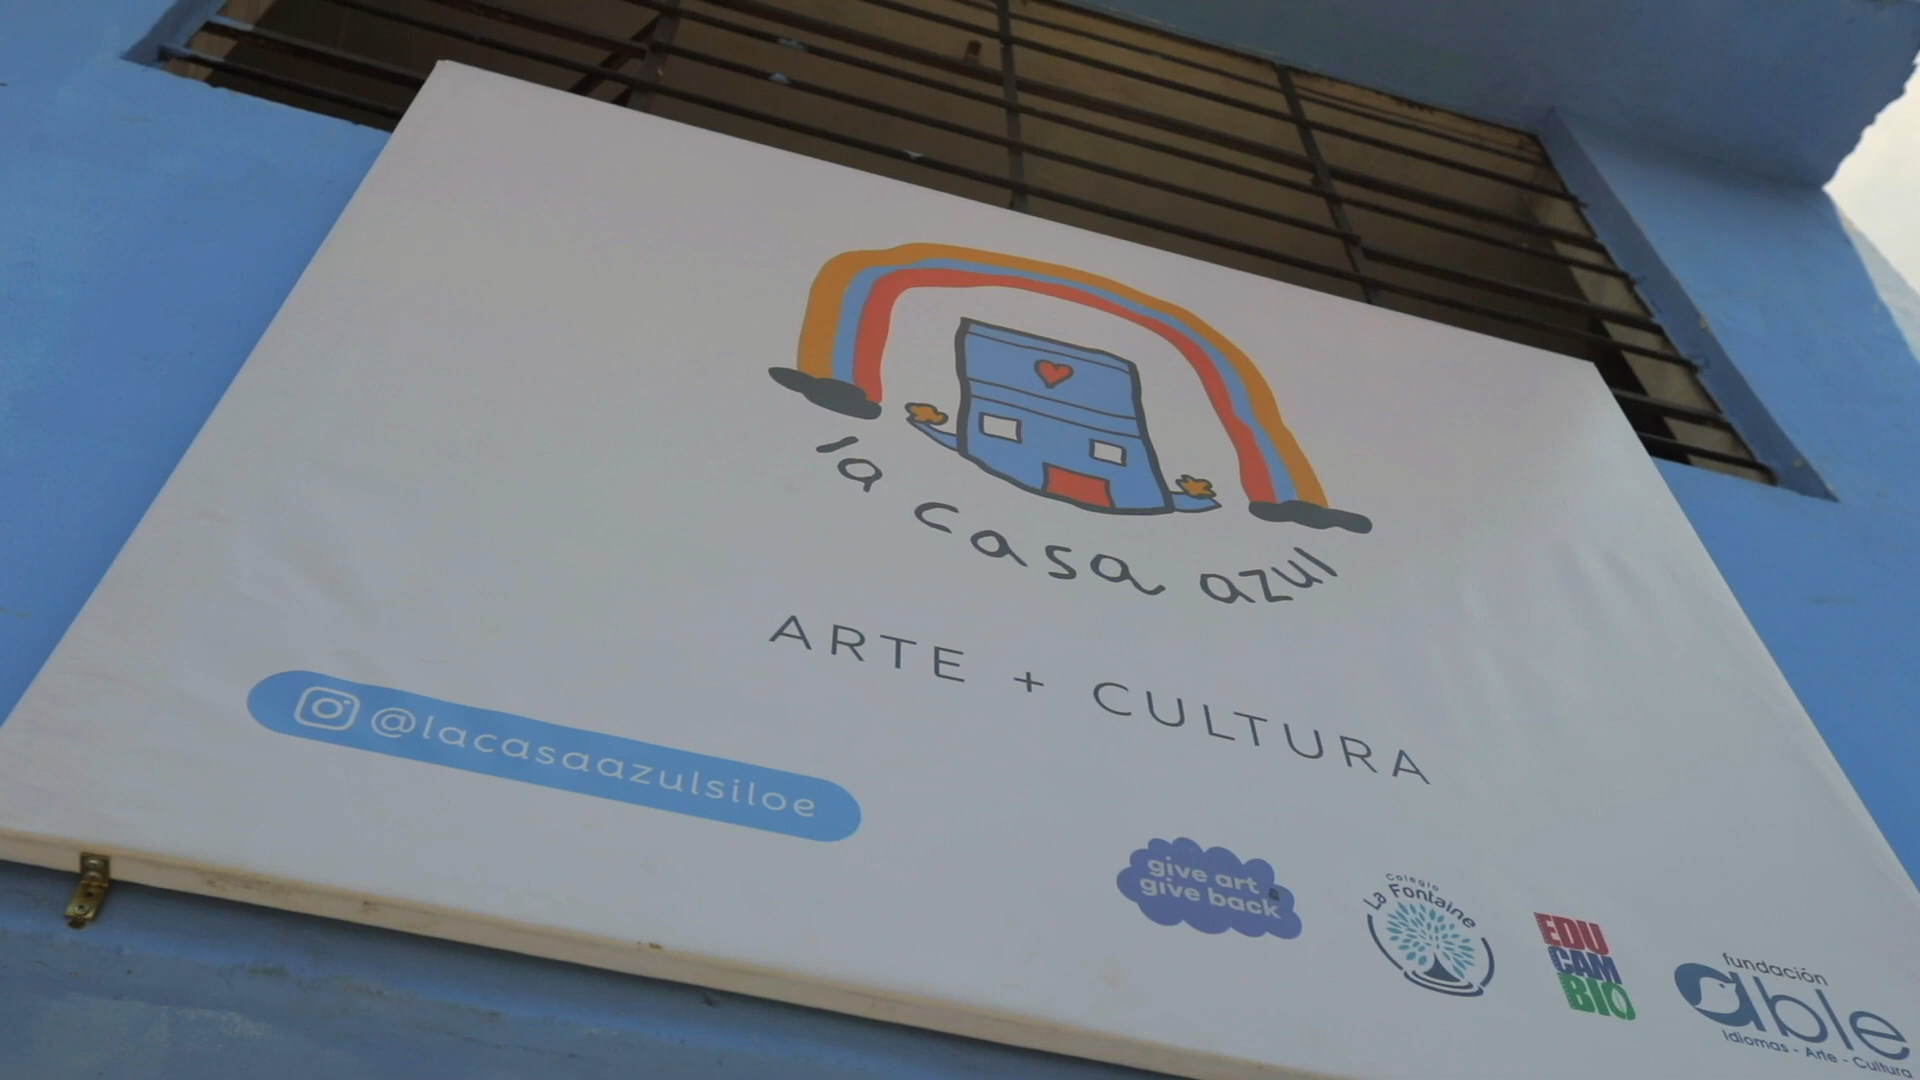 la casa azul
ARTE + CULTURA
@lacasaazulsiloe
give art &
give back
Colegio
La Fontaine
EDU
CAM
BIO
fundación
able
Idiomas - Arte - Cultura